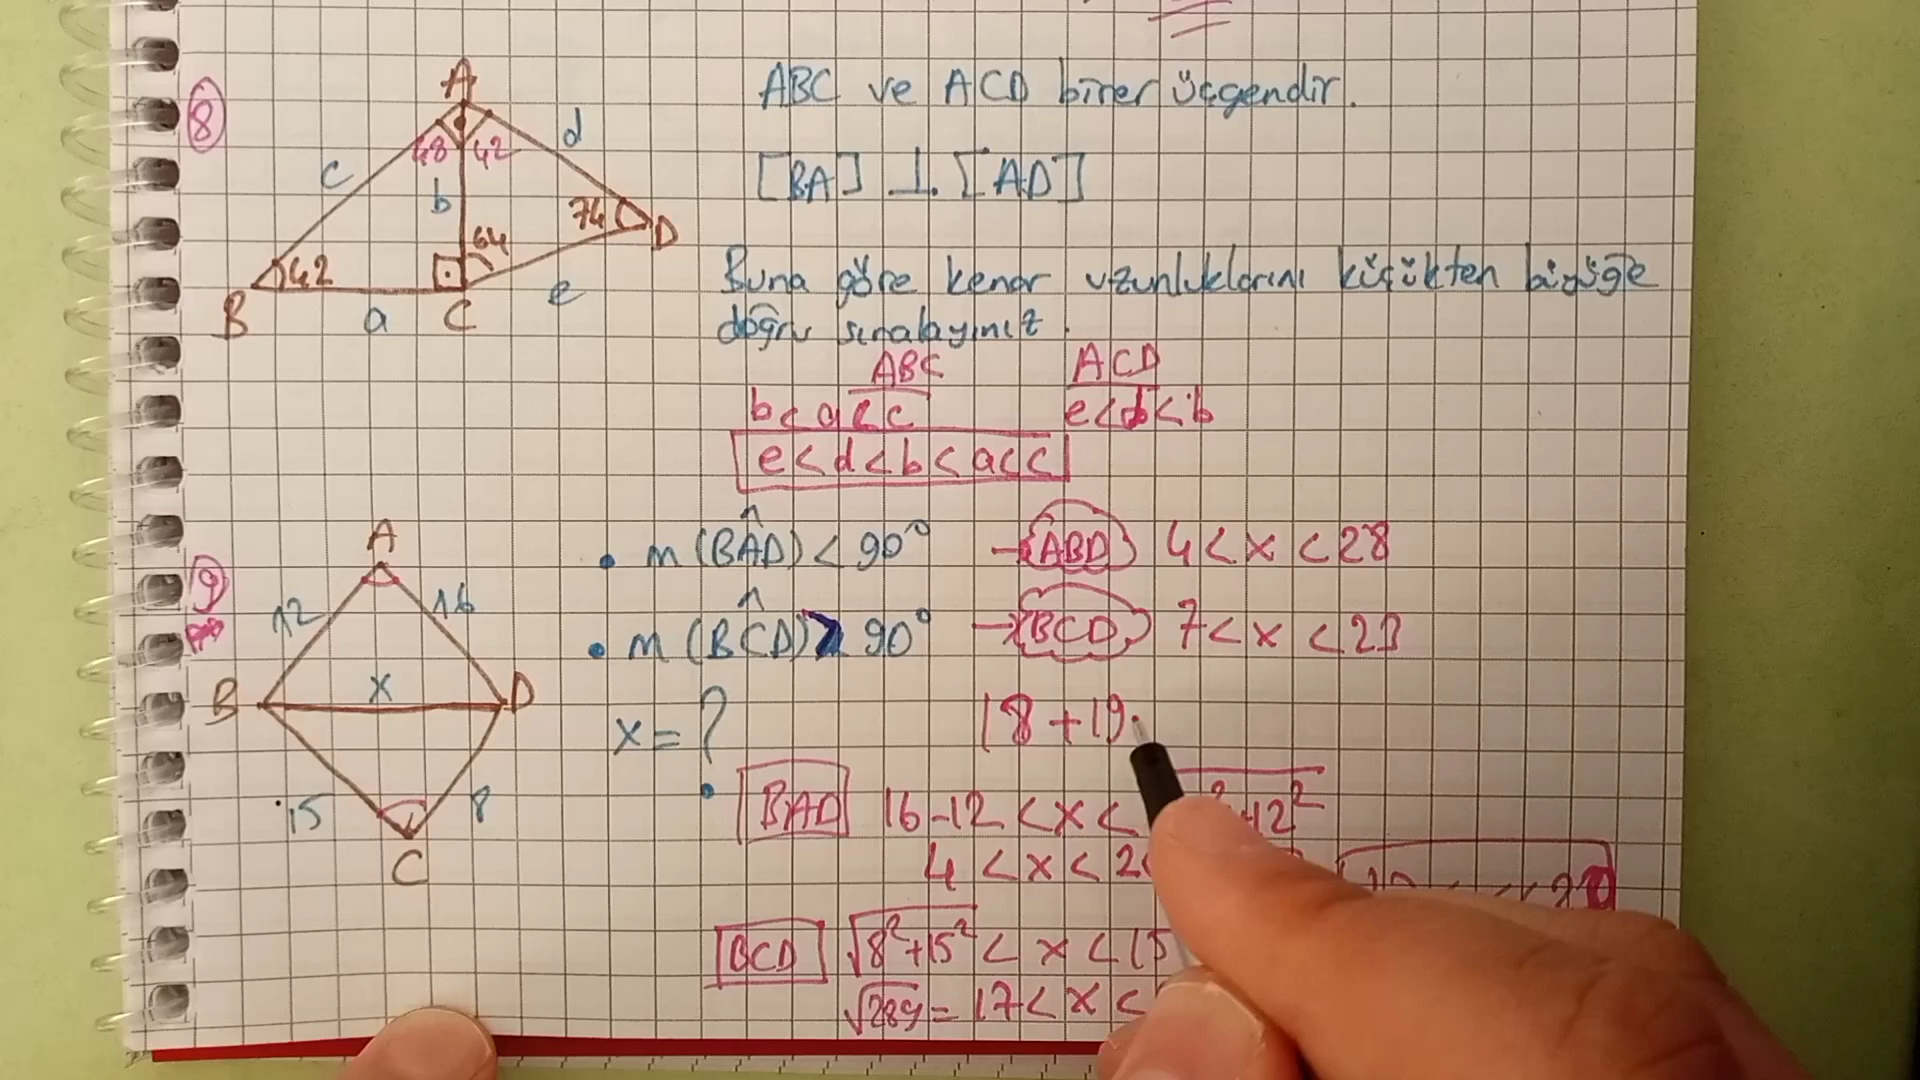 8
A
48 42
c
d
b
74
D
64
42
B
a
C
e
ABC ve ACD birer üçgendir.
[BA] ⊥ [AD]
Buna göre kenar uzunluklarını küçükten büyüğe
doğru sıralayınız.
ABC
b<a<c
ACD
e<d<b
e<d<b<a<c
9
A
12
16
B
x
D
15
8
C
• m(BÂD) < 90°
→ ABD 4<x<28
• m(BĈD) > 90°
→ BCD 7<x<23
x = ?
18+19
• BAD 16-12<x<
4<x<2
BCD √8²+15² < x < 15
√289 = 17<x<